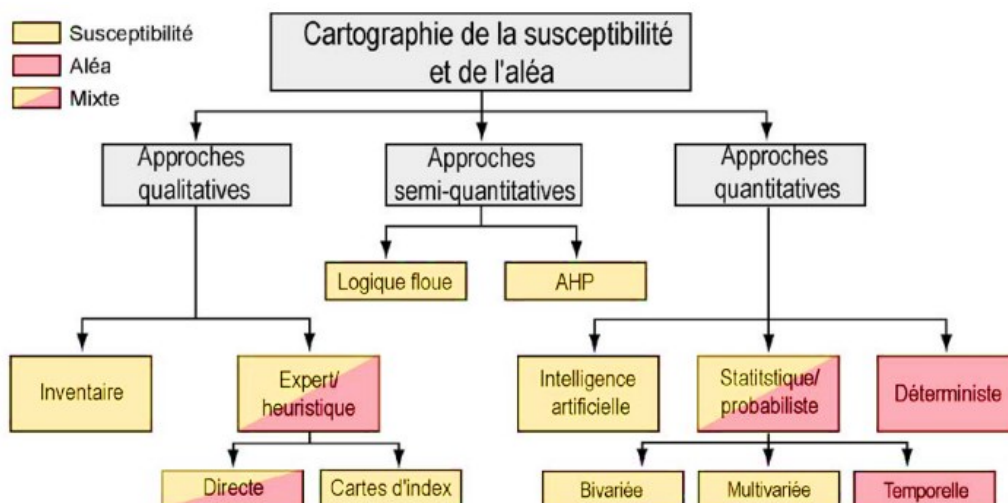 Susceptibilité
Aléa
Mixte
Cartographie de la susceptibilité
et de l'aléa
Approches
qualitatives
Approches
semi-quantitatives
Approches
quantitatives
Logique floue
AHP
Inventaire
Expert/
heuristique
Intelligence
artificielle
Statitstique/
probabiliste
Déterministe
Directe
Cartes d'index
Bivariée
Multivariée
Temporelle